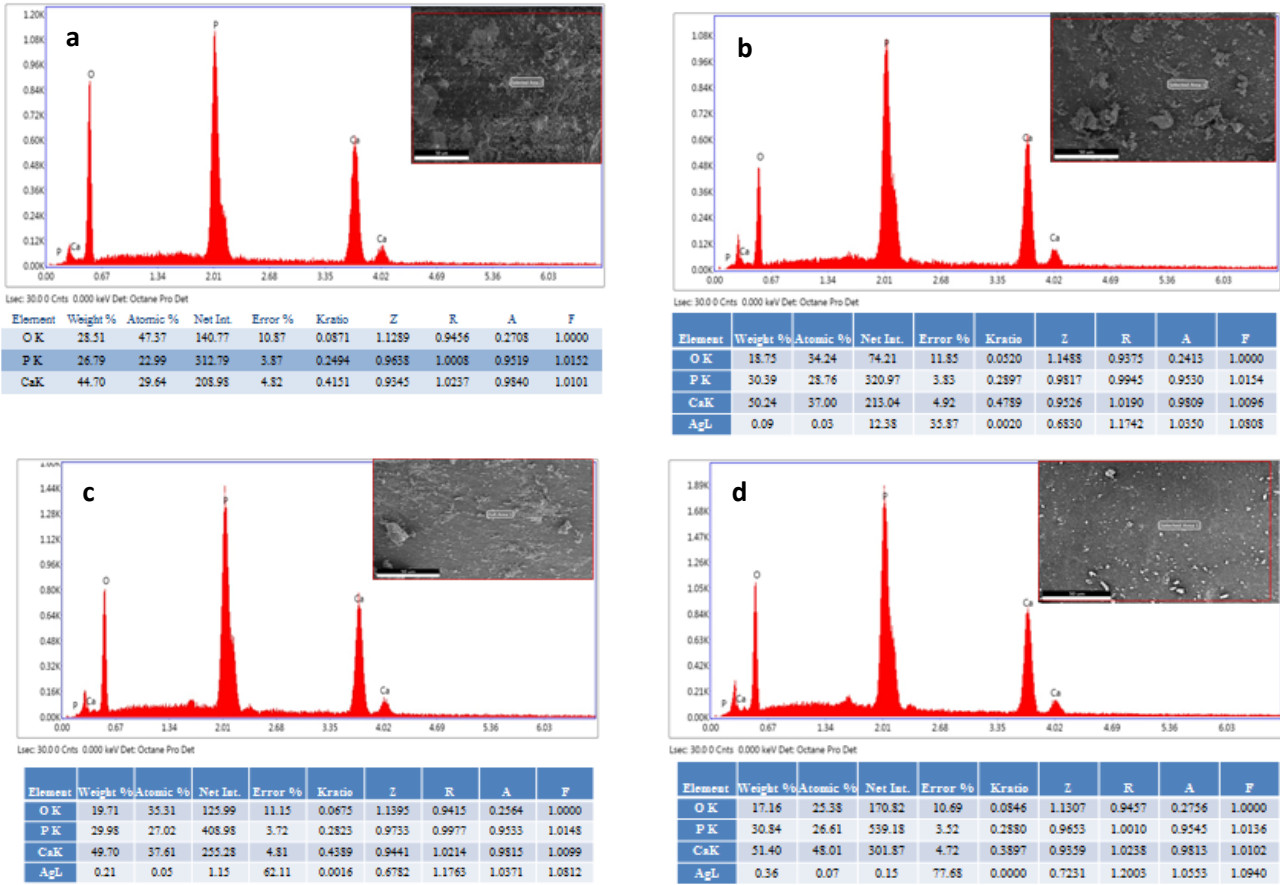 a
1.20K
1.08K
0.96K
0.84K
0.72K
0.60K
0.48K
0.36K
0.24K
0.12K
0.00K
P
Ca
O
P
Ca
Ca
0.00 0.67 1.34 2.01 2.68 3.35 4.02 4.69 5.36 6.03
Lsec: 30.0 0 Cnts 0.000 keV Det: Octane Pro Det
Element Weight % Atomic % Net Int. Error % Kratio Z R A F
O K 28.51 47.37 140.77 10.87 0.0871 1.1289 0.9456 0.2708 1.0000
P K 26.79 22.99 312.79 3.87 0.2494 0.9638 1.0008 0.9519 1.0152
CaK 44.70 29.64 208.98 4.82 0.4151 0.9345 1.0237 0.9840 1.0101
b
1.08K
0.96K
0.84K
0.72K
0.60K
0.48K
0.36K
0.24K
0.12K
0.00K
P
Ca
O
P
Ca
Ca
Selected Area 1
0.00 0.67 1.34 2.01 2.68 3.35 4.02 4.69 5.36 6.03
Lsec: 30.0 0 Cnts 0.000 keV Det: Octane Pro Det
Element Weight % Atomic % Net Int. Error % Kratio Z R A F
O K 18.75 34.24 74.21 11.85 0.0520 1.1488 0.9375 0.2413 1.0000
P K 30.39 28.76 320.97 3.83 0.2897 0.9817 0.9945 0.9530 1.0154
CaK 50.24 37.00 213.04 4.92 0.4789 0.9526 1.0190 0.9809 1.0096
AgL 0.09 0.03 12.38 35.87 0.0020 0.6830 1.1742 1.0350 1.0808
c
1.44K
1.28K
1.12K
0.96K
0.80K
0.64K
0.48K
0.32K
0.16K
0.00K
P
Ca
O
P
Ca
Ca
0.00 0.67 1.34 2.01 2.68 3.35 4.02 4.69 5.36 6.03
Lsec: 30.0 0 Cnts 0.000 keV Det: Octane Pro Det
Element Weight % Atomic % Net Int. Error % Kratio Z R A F
O K 19.71 35.31 125.99 11.15 0.0675 1.1395 0.9415 0.2564 1.0000
P K 29.98 27.02 408.98 3.72 0.2823 0.9733 0.9977 0.9533 1.0148
CaK 49.70 37.61 255.28 4.81 0.4389 0.9441 1.0214 0.9815 1.0099
AgL 0.21 0.05 1.15 62.11 0.0016 0.6782 1.1763 1.0371 1.0812
d
1.89K
1.68K
1.47K
1.26K
1.05K
0.84K
0.63K
0.42K
0.21K
0.00K
P
Ca
O
P
Ca
Ca
Selected Area 1
0.00 0.67 1.34 2.01 2.68 3.35 4.02 4.69 5.36 6.03
Lsec: 30.0 0 Cnts 0.000 keV Det: Octane Pro Det
Element Weight % Atomic % Net Int. Error % Kratio Z R A F
O K 17.16 25.38 170.82 10.69 0.0846 1.1307 0.9457 0.2756 1.0000
P K 30.84 26.61 539.18 3.52 0.2880 0.9653 1.0010 0.9545 1.0136
CaK 51.40 48.01 301.87 4.72 0.3897 0.9359 1.0238 0.9813 1.0102
AgL 0.36 0.07 0.15 77.68 0.0000 0.7231 1.2003 1.0553 1.0940